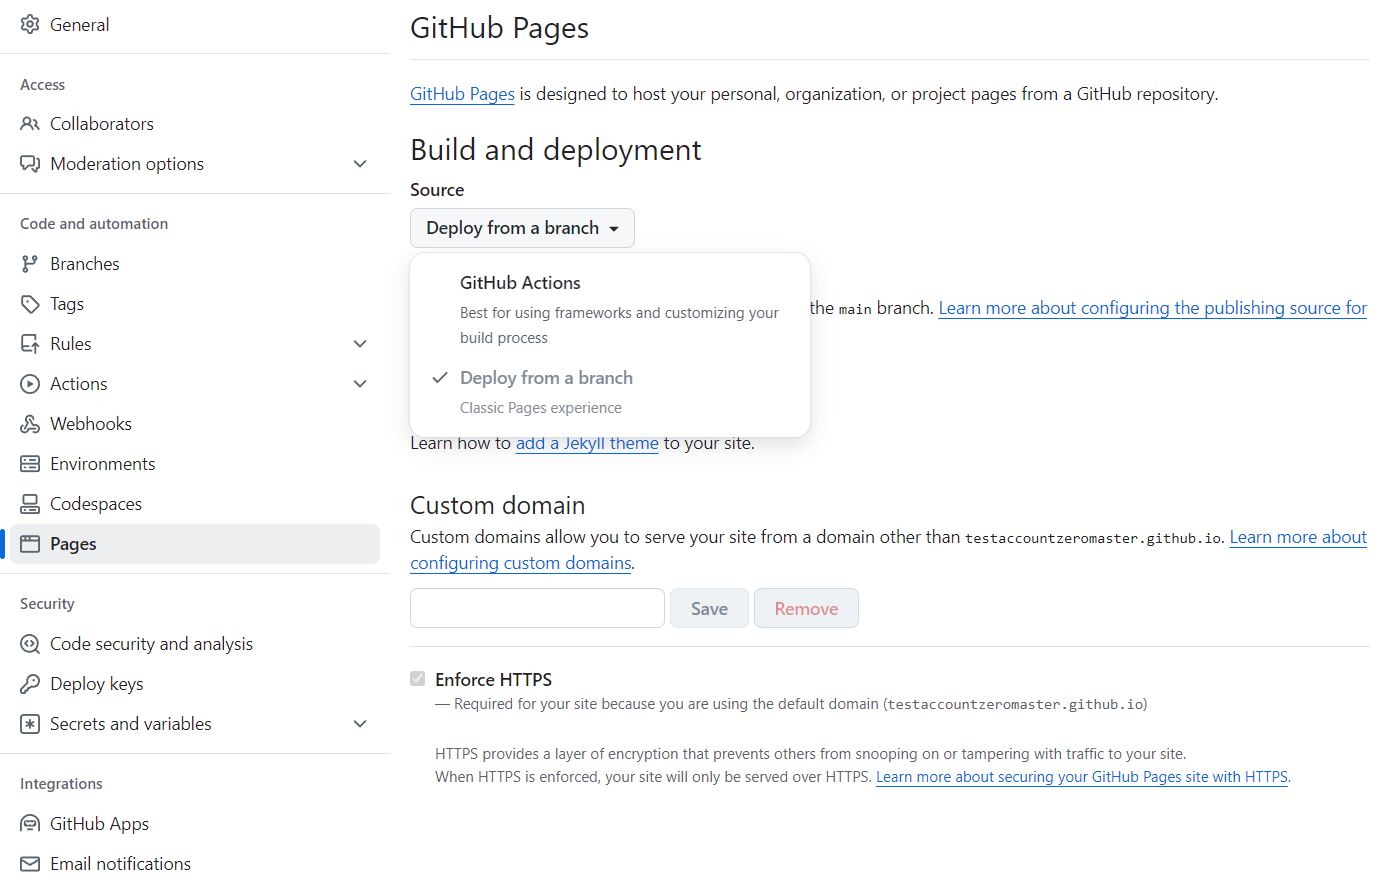 General
Access
Collaborators
Moderation options
Code and automation
Branches
Tags
Rules
Actions
Webhooks
Environments
Codespaces
Pages
Security
Code security and analysis
Deploy keys
Secrets and variables
Integrations
GitHub Apps
Email notifications
GitHub Pages
GitHub Pages is designed to host your personal, organization, or project pages from a GitHub repository.
Build and deployment
Source
Deploy from a branch
GitHub Actions
Best for using frameworks and customizing your
build process
Deploy from a branch
Classic Pages experience
the main branch. Learn more about configuring the publishing source for
Learn how to add a Jekyll theme to your site.
Custom domain
Custom domains allow you to serve your site from a domain other than testaccountzeromaster.github.io. Learn more about
configuring custom domains.
Save
Remove
Enforce HTTPS
— Required for your site because you are using the default domain (testaccountzeromaster.github.io)
HTTPS provides a layer of encryption that prevents others from snooping on or tampering with traffic to your site.
When HTTPS is enforced, your site will only be served over HTTPS. Learn more about securing your GitHub Pages site with HTTPS.